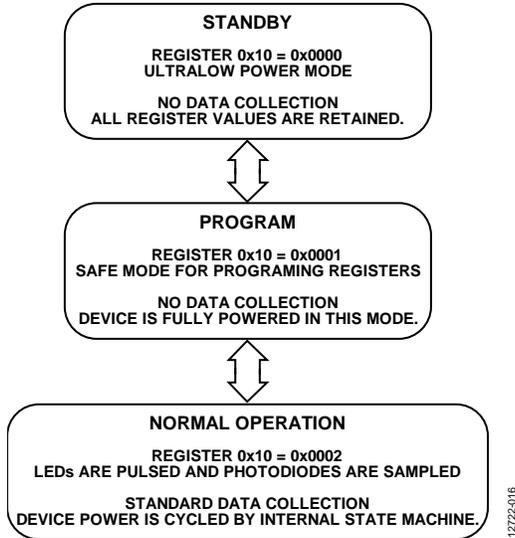 STANDBY
REGISTER 0x10 = 0x0000
ULTRALOW POWER MODE
NO DATA COLLECTION
ALL REGISTER VALUES ARE RETAINED.
PROGRAM
REGISTER 0x10 = 0x0001
SAFE MODE FOR PROGRAMING REGISTERS
NO DATA COLLECTION
DEVICE IS FULLY POWERED IN THIS MODE.
NORMAL OPERATION
REGISTER 0x10 = 0x0002
LEDs ARE PULSED AND PHOTODIODES ARE SAMPLED
STANDARD DATA COLLECTION
DEVICE POWER IS CYCLED BY INTERNAL STATE MACHINE.
12722-016